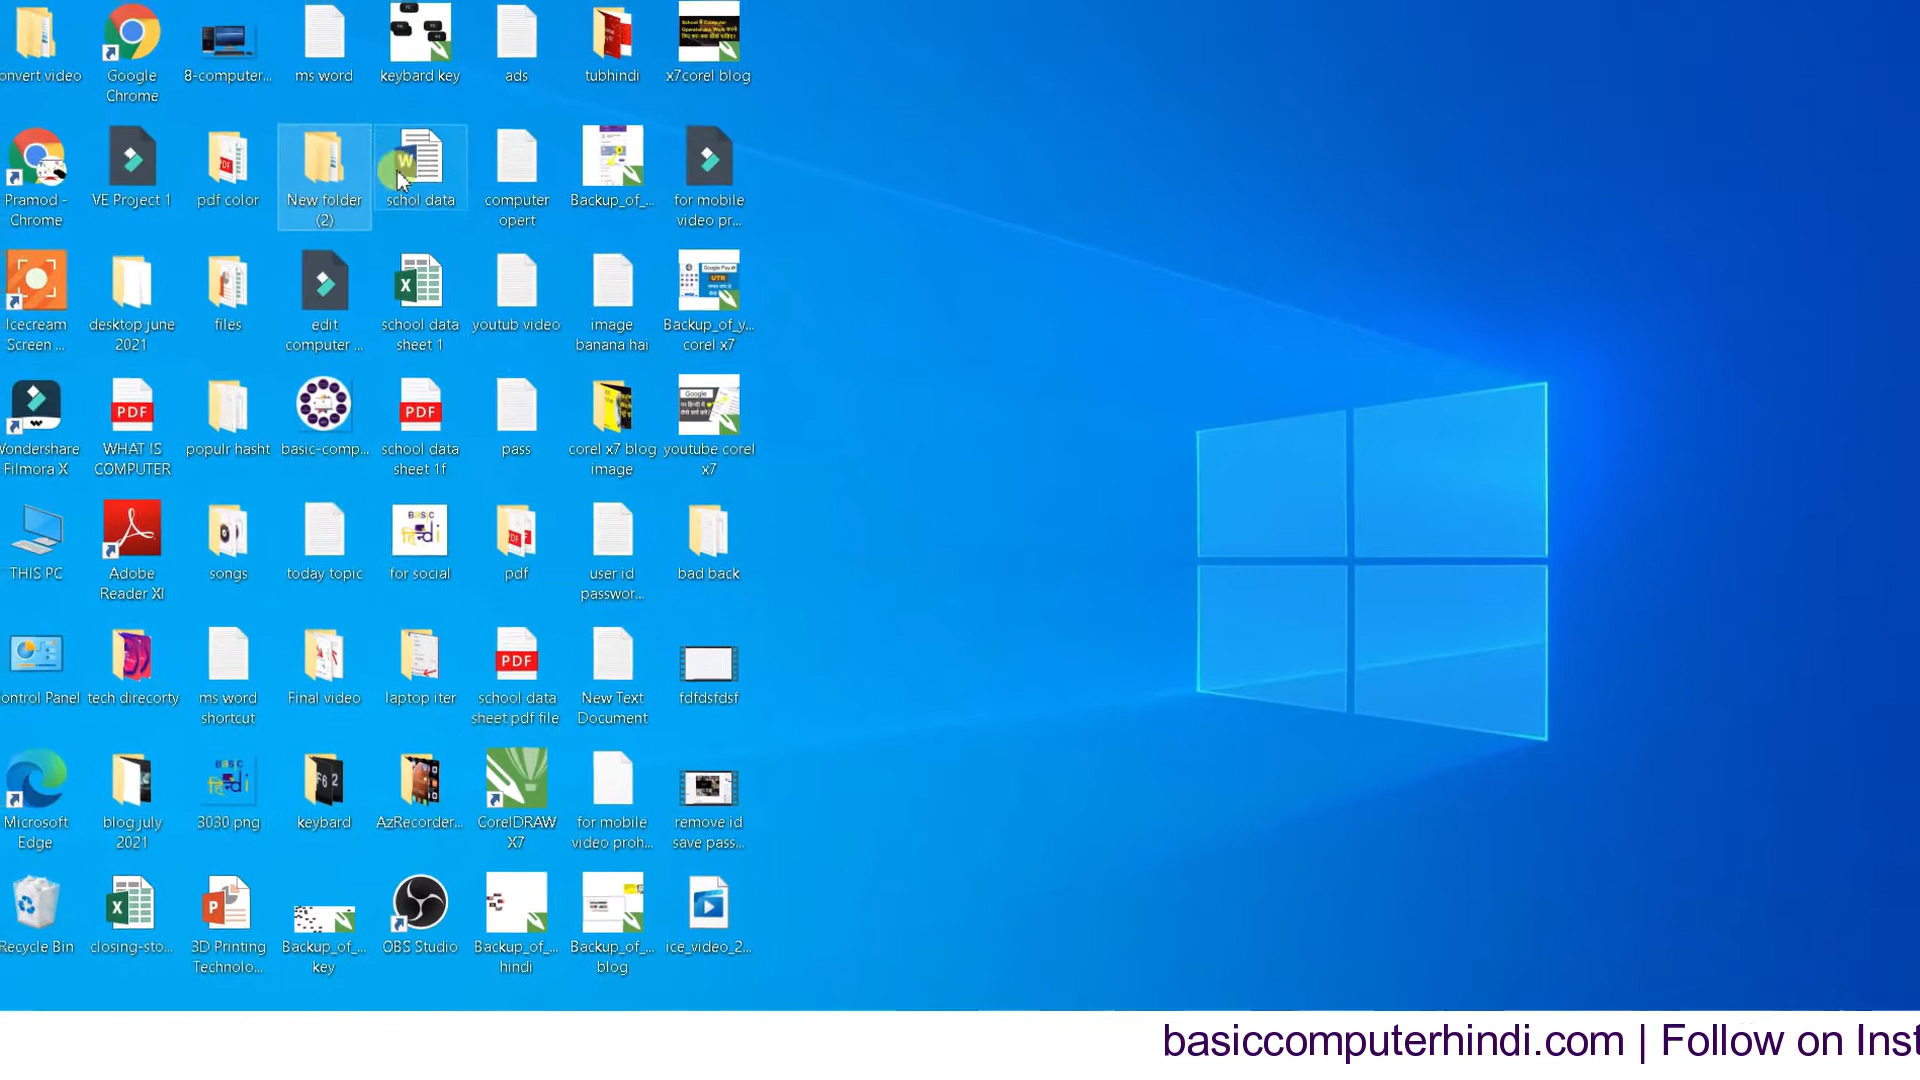 onvert video
Google
Chrome
8-computer...
ms word
keybard key
ads
tubhindi
x7corel blog
Pramod -
Chrome
VE Project 1
pdf color
New folder
(2)
schol data
computer
opert
Backup_of_...
for mobile
video pr...
Icecream
Screen ...
desktop june
2021
files
edit
computer ...
school data
sheet 1
youtub video
image
banana hai
Backup_of_y...
corel x7
Wondershare
Filmora X
WHAT IS
COMPUTER
populr hasht
basic-comp...
school data
sheet 1f
pass
corel x7 blog
image
youtube corel
x7
THIS PC
Adobe
Reader XI
songs
today topic
for social
pdf
user id
passwor...
bad back
ontrol Panel
tech direcorty
ms word
shortcut
Final video
laptop iter
school data
sheet pdf file
New Text
Document
fdfdsfdsf
Microsoft
Edge
blog july
2021
3030 png
keybard
AzRecorder...
CorelDRAW
X7
for mobile
video proh...
remove id
save pass...
Recycle Bin
closing-sto...
3D Printing
Technolo...
Backup_of_...
key
OBS Studio
Backup_of_...
hindi
Backup_of_...
blog
ice_video_2...
basiccomputerhindi.com | Follow on Inst